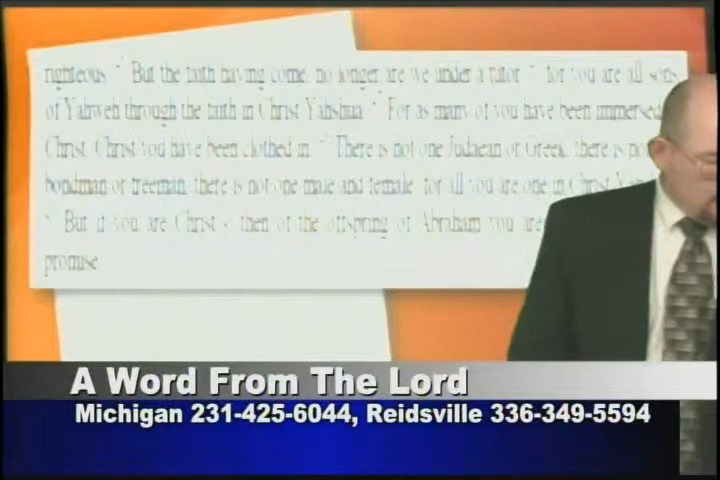 righteous. But the faith having come, no longer are we under a tutor for you are all sons
of Yahweh through the faith in Christ Yahshua. For as many of you have been immersed
Christ, Christ you have been clothed in. There is not one Judaean or Greek, there is
bondman or freeman, there is not one male and female, for all you are one in Christ
But if you are Christ's, then of the offspring of Abraham you are
promise.
A Word From The Lord
Michigan 231-425-6044, Reidsville 336-349-5594